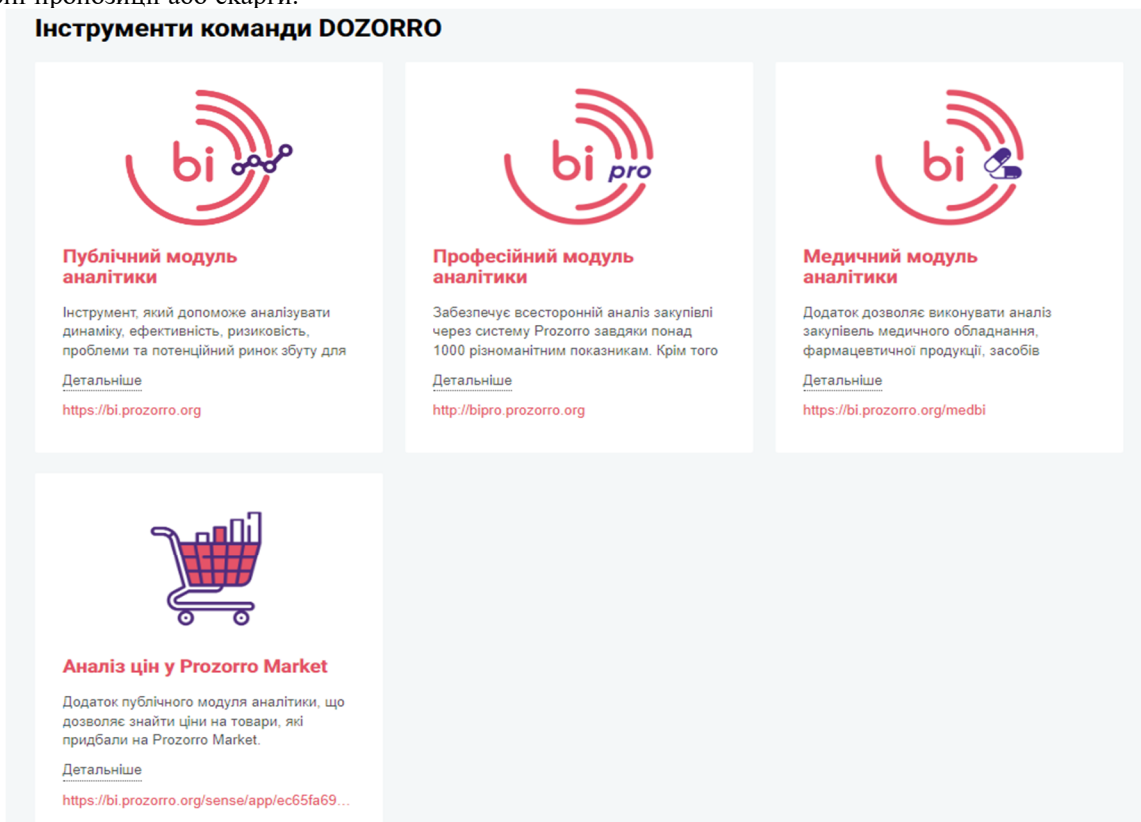 пропозиції або скарги.
Інструменти команди DOZORRO
bi
bi pro
bi
Публічний модуль
аналітики
Інструмент, який допоможе аналізувати
динаміку, ефективність, ризиковість,
проблеми та потенційний ринок збуту для
Детальніше
https://bi.prozorro.org
Професійний модуль
аналітики
Забезпечує всесторонній аналіз закупівлі
через систему Prozorro завдяки понад
1000 різноманітним показникам. Крім того
Детальніше
http://bipro.prozorro.org
Медичний модуль
аналітики
Додаток дозволяє виконувати аналіз
закупівель медичного обладнання,
фармацевтичної продукції, засобів
Детальніше
https://bi.prozorro.org/medbi
Аналіз цін у Prozorro Market
Додаток публічного модуля аналітики, що
дозволяє знайти ціни на товари, які
придбали на Prozorro Market.
Детальніше
https://bi.prozorro.org/sense/app/ec65fa69...